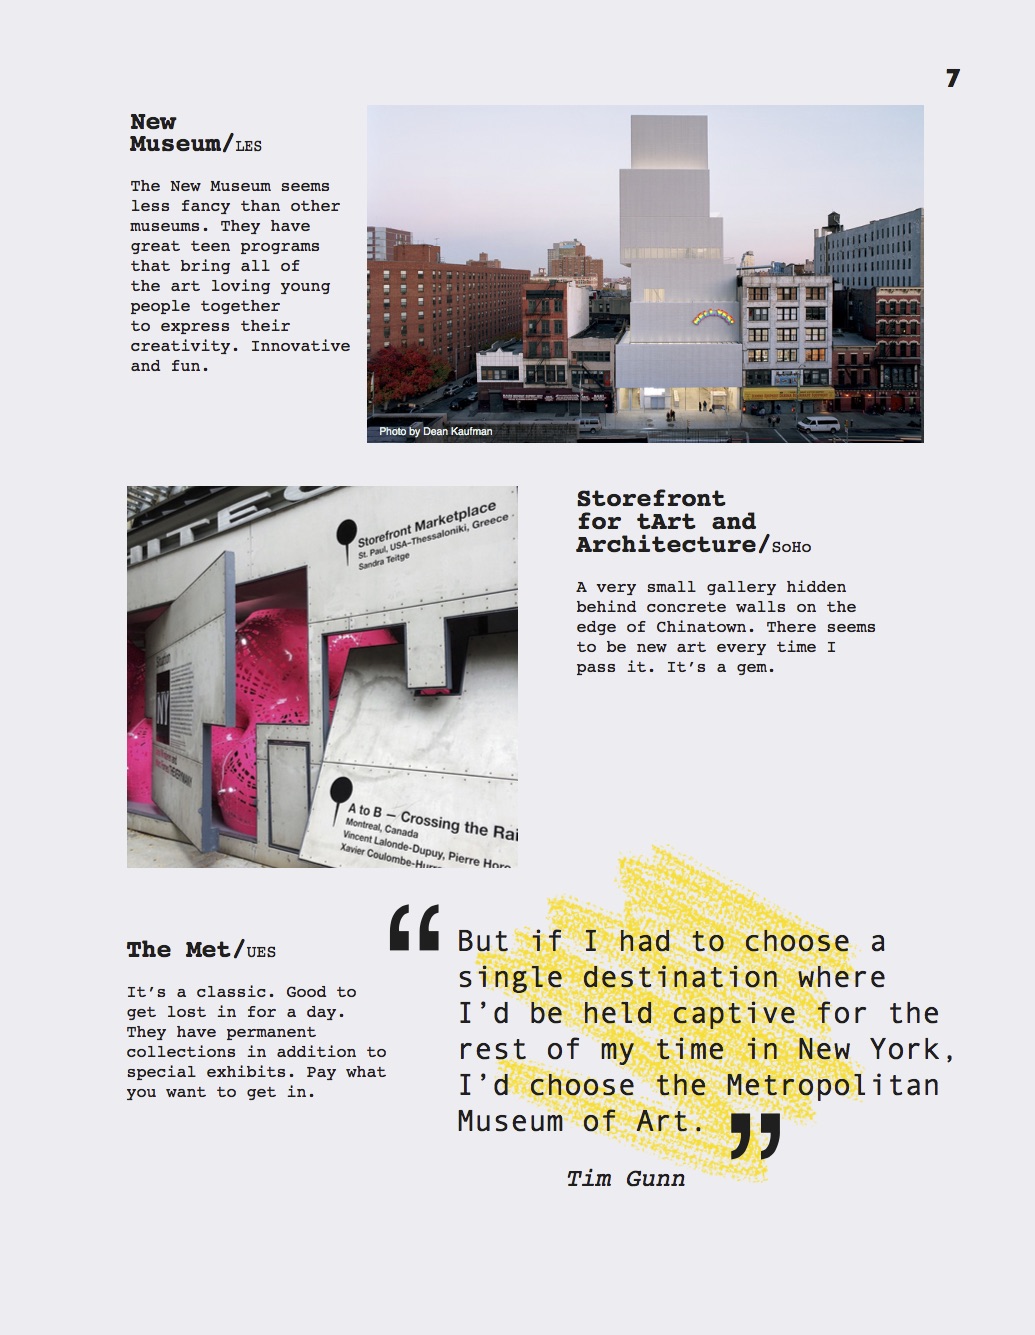 7
New
Museum/LES
The New Museum seems
less fancy than other
museums. They have
great teen programs
that bring all of
the art loving young
people together
to express their
creativity. Innovative
and fun.
Photo by Dean Kaufman
Storefront Marketplace
St. Paul, USA–Thessaloniki, Greece
Sandra Teitge
NY
A to B – Crossing the Rai
Montreal, Canada
Vincent Lalonde-Dupuy, Pierre Hor
Xavier Coulombe-Hurr
Storefront
for tArt and
Architecture/SoHo
A very small gallery hidden
behind concrete walls on the
edge of Chinatown. There seems
to be new art every time I
pass it. It's a gem.
The Met/UES
It's a classic. Good to
get lost in for a day.
They have permanent
collections in addition to
special exhibits. Pay what
you want to get in.
“But if I had to choose a
single destination where
I'd be held captive for the
rest of my time in New York,
I'd choose the Metropolitan
Museum of Art.”
Tim Gunn